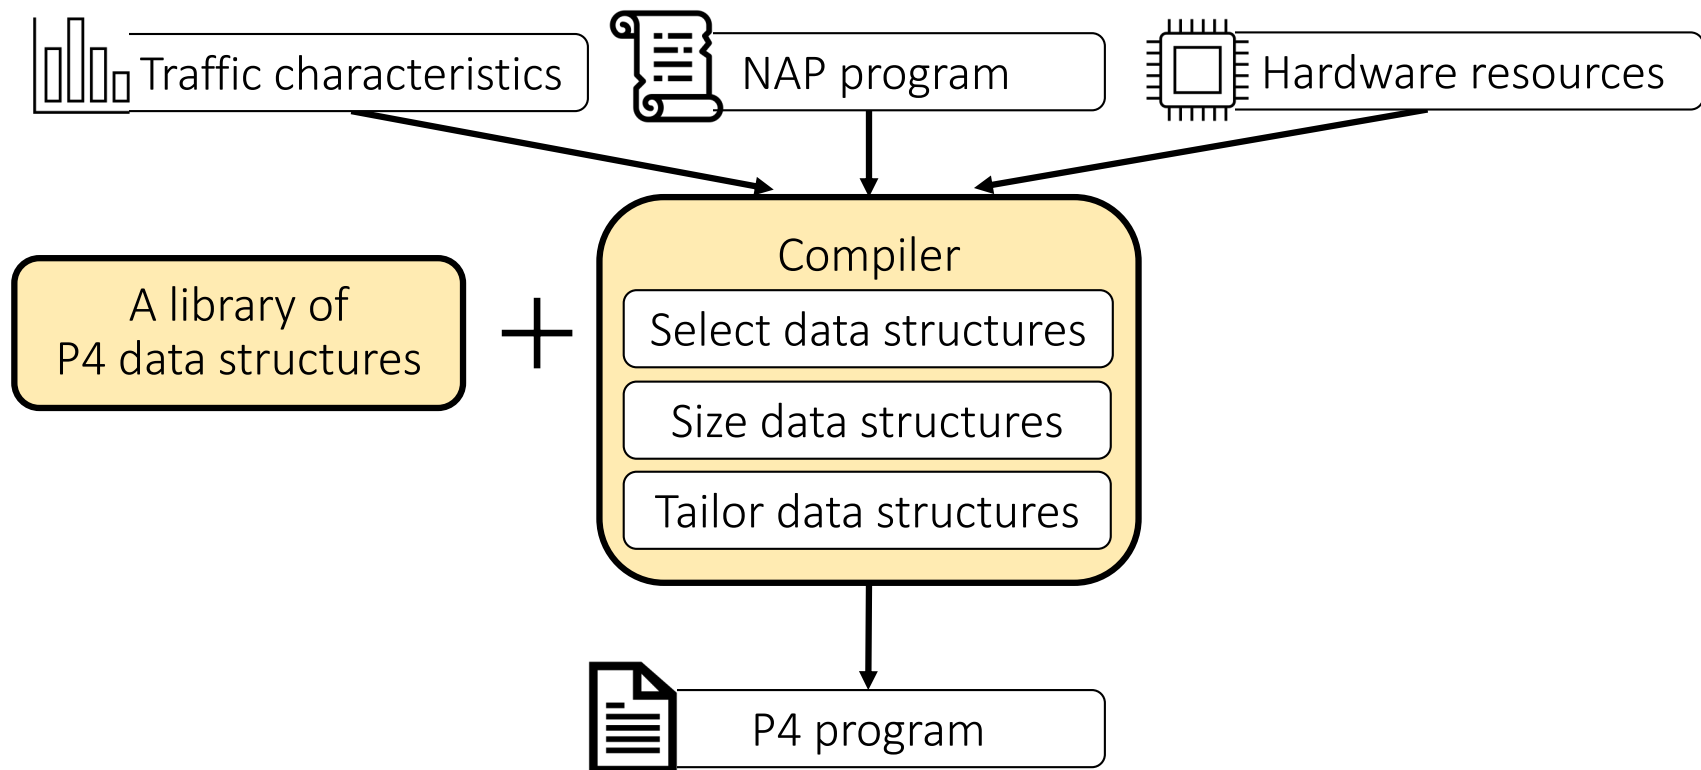 Traffic characteristics
NAP program
Hardware resources
Compiler
A library of
P4 data structures
Select data structures
Size data structures
Tailor data structures
P4 program